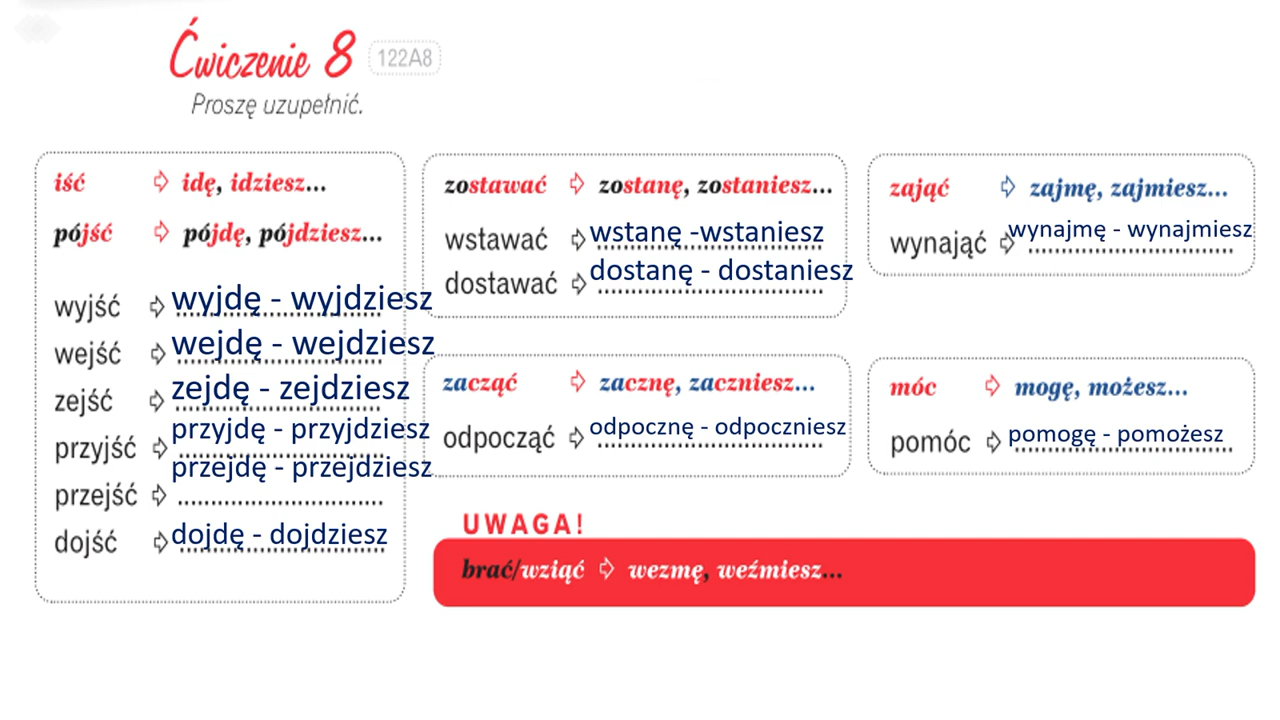 Ćwiczenie 8 122A8
Proszę uzupełnić.
iść ⇨ idę, idziesz...
pójść ⇨ pójdę, pójdziesz...
wyjść ⇨ wyjdę - wyjdziesz
wejść ⇨ wejdę - wejdziesz
zejść ⇨ zejdę - zejdziesz
przyjść ⇨ przyjdę - przyjdziesz
przejść ⇨ przejdę - przejdziesz
dojść ⇨ dojdę - dojdziesz
zostawać ⇨ zostanę, zostaniesz...
wstawać ⇨ wstanę -wstaniesz
dostawać ⇨ dostanę - dostaniesz
zacząć ⇨ zacznę, zaczniesz...
odpocząć ⇨ odpocznę - odpoczniesz
zająć ⇨ zajmę, zajmiesz...
wynająć ⇨ wynajmę - wynajmiesz
móc ⇨ mogę, możesz...
pomóc ⇨ pomogę - pomożesz
UWAGA!
brać/wziąć ⇨ wezmę, weźmiesz...